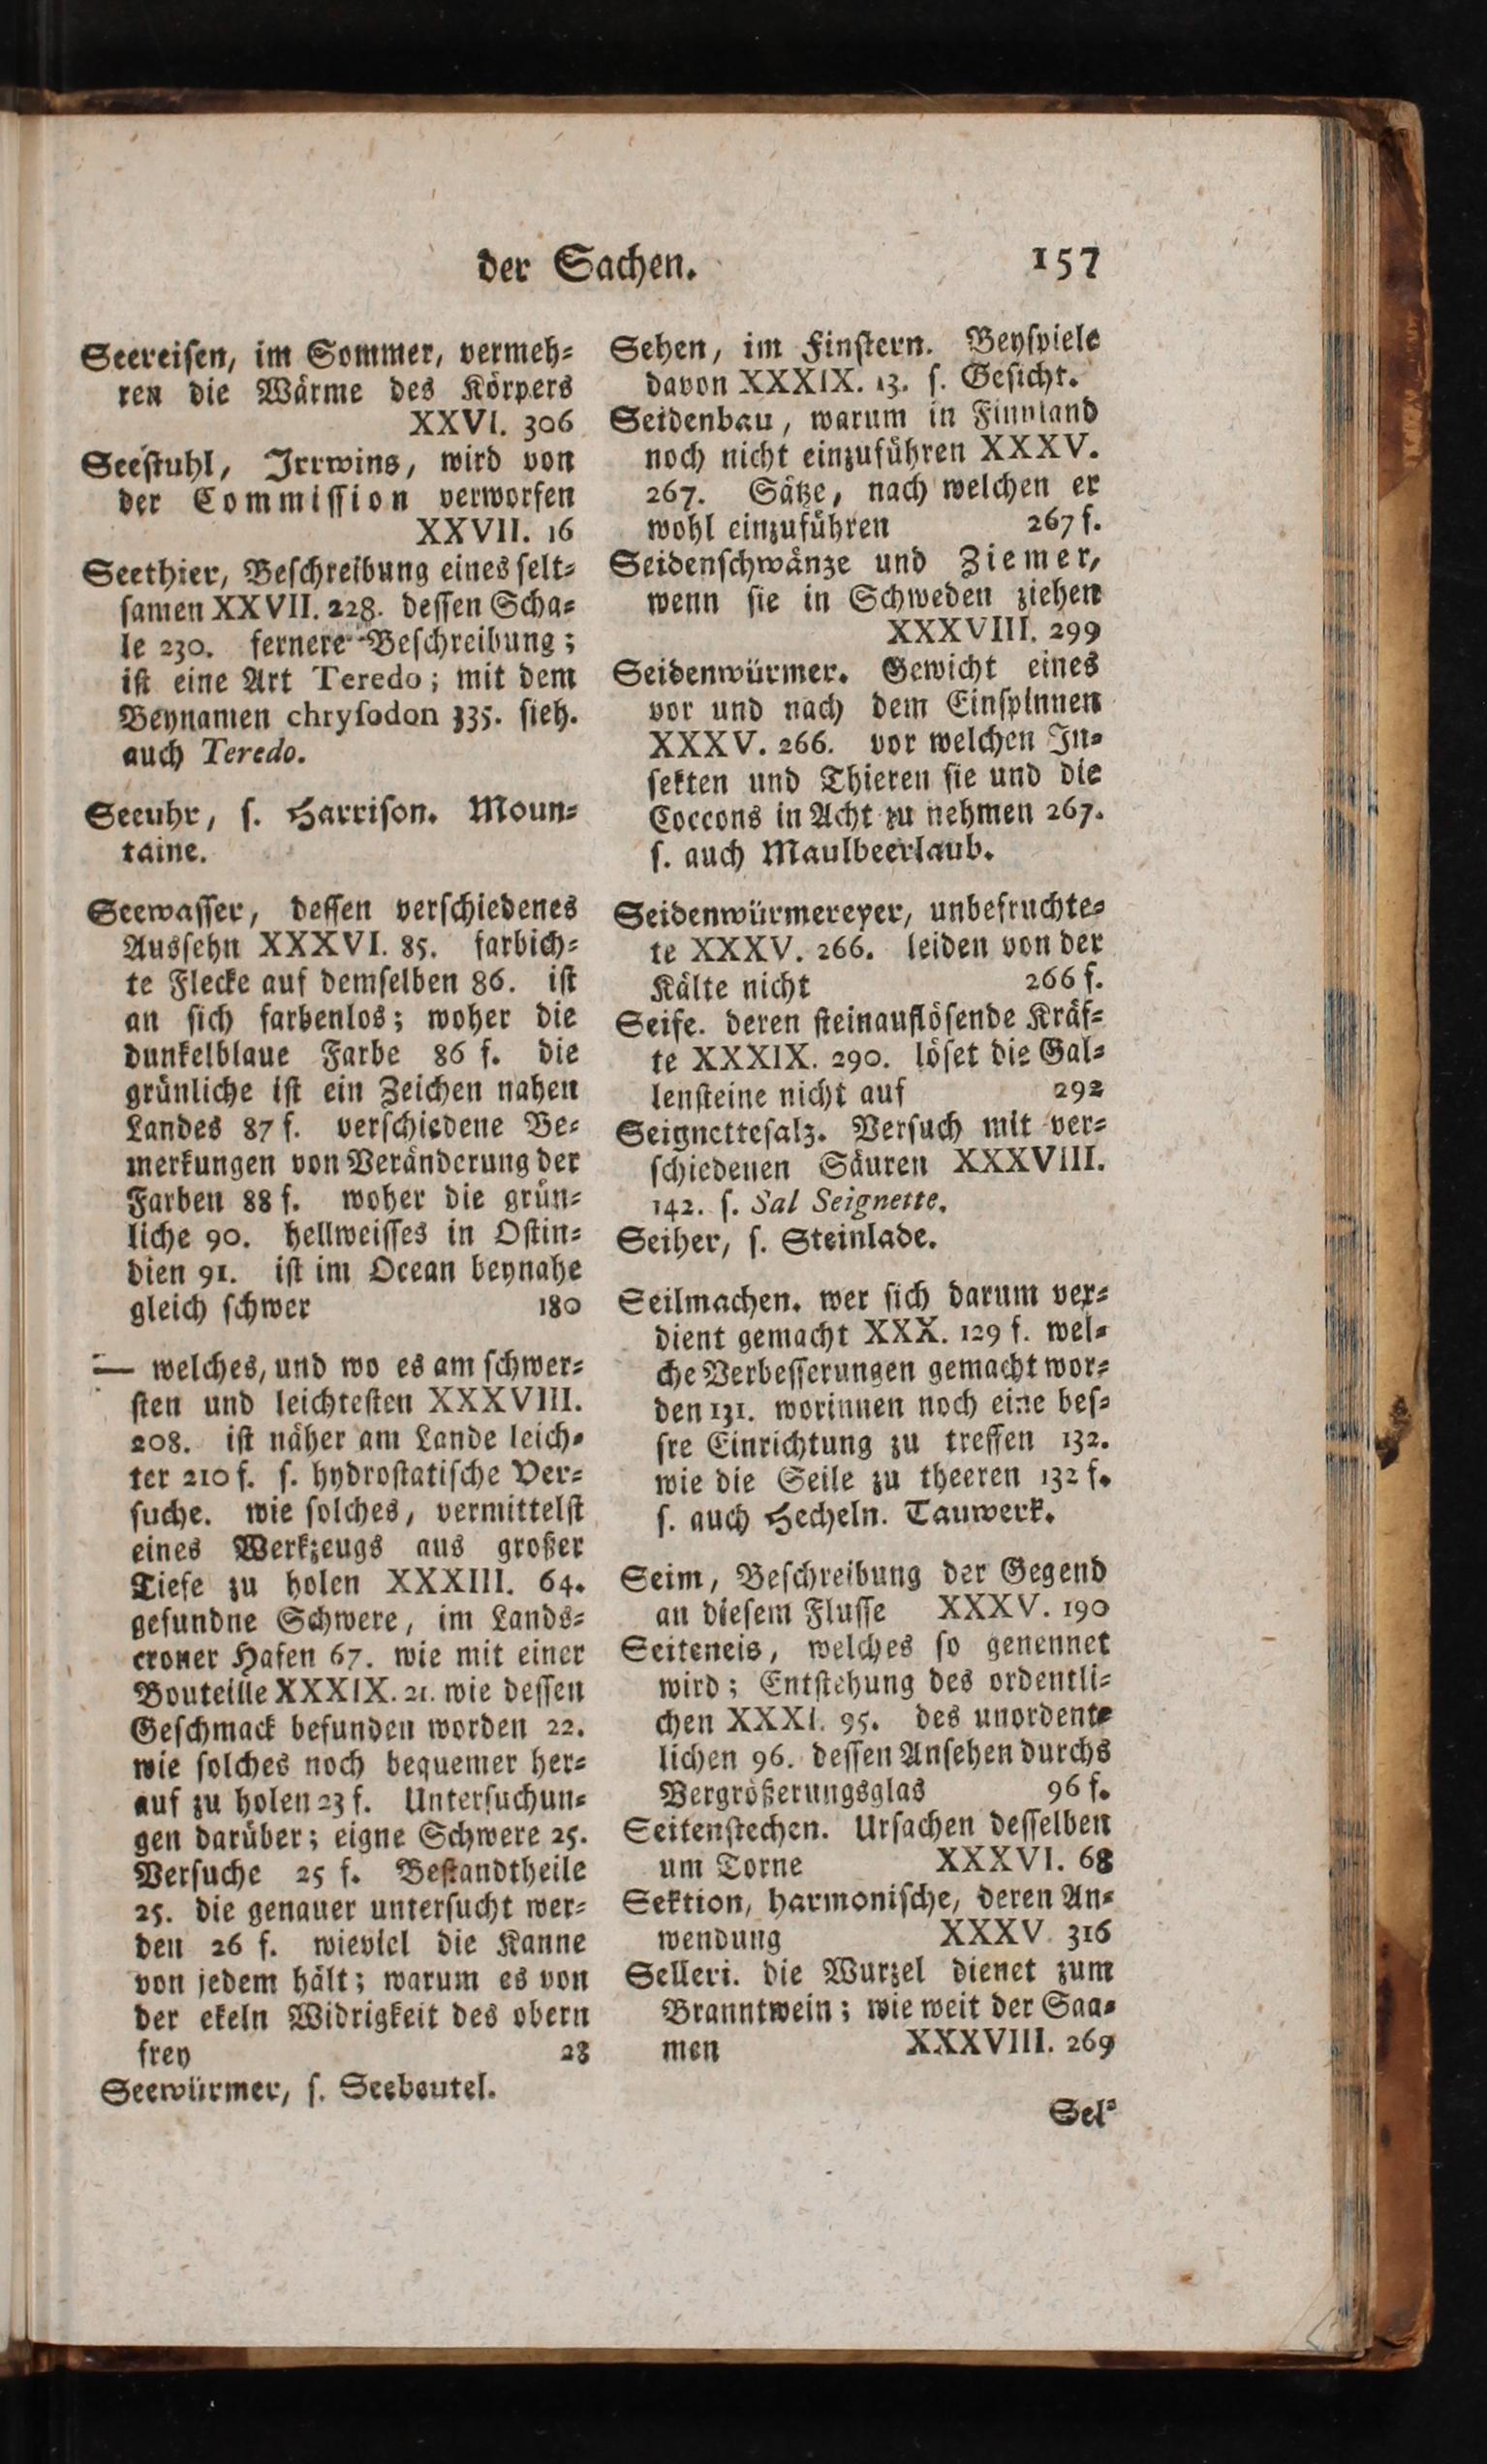 der Sachen. 157
Seereiſen, im Sommer, vermeh⸗
ren die Wärme des Körpers
XXVI. 306
Seeſtuhl, Irrwins, wird von
der Commiſſion verworfen
XXVII. 16
Seethier, Beſchreibung eines ſelt⸗
ſamen XXVII. 228. deſſen Scha⸗
le 230. fernere Beſchreibung;
iſt eine Art Teredo; mit dem
Beynamen chryſodon 335. ſieh.
auch Teredo.
Seeuhr, ſ. Harriſon. Moun⸗
taine.
Seewaſſer, deſſen verſchiedenes
Ausſehn XXXVI. 85. farbich⸗
te Flecke auf demſelben 86. iſt
an ſich farbenlos; woher die
dunkelblaue Farbe 86 f. die
grünliche iſt ein Zeichen nahen
Landes 87 f. verſchiedene Be⸗
merkungen von Veränderung der
Farben 88 f. woher die grün⸗
liche 90. hellweiſſes in Oſtin⸗
dien 91. iſt im Ocean beynahe
gleich ſchwer 180
— welches, und wo es am ſchwer⸗
ſten und leichteſten XXXVIII.
208. iſt näher am Lande leich⸗
ter 210 f. ſ. hydroſtatiſche Ver⸗
ſuche. wie ſolches, vermittelſt
eines Werkzeugs aus großer
Tiefe zu holen XXXIII. 64.
gefundne Schwere, im Lands⸗
croner Hafen 67. wie mit einer
Bouteille XXXIX. 21. wie deſſen
Geſchmack befunden worden 22.
wie ſolches noch bequemer her⸗
auf zu holen 23 f. Unterſuchun⸗
gen darüber; eigne Schwere 25.
Verſuche 25 f. Beſtandtheile
25. die genauer unterſucht wer⸗
den 26 f. wieviel die Kanne
von jedem hält; warum es von
der ekeln Widrigkeit des obern
frey 28
Seewürmer, ſ. Seebeutel.
Sehen, im Finſtern. Beyſpiele
davon XXXIX. 13. ſ. Geſicht.
Seidenbau, warum in Finnland
noch nicht einzuführen XXXV.
267. Sätze, nach welchen er
wohl einzuführen 267 f.
Seidenſchwänze und Ziemer,
wenn ſie in Schweden ziehen
XXXVIII. 299
Seidenwürmer. Gewicht eines
vor und nach dem Einſpinnen
XXXV. 266. vor welchen In⸗
ſekten und Thieren ſie und die
Coccons in Acht zu nehmen 267.
ſ. auch Maulbeerlaub.
Seidenwürmereyer, unbefruchte⸗
te XXXV. 266. leiden von der
Kälte nicht 266 f.
Seife. deren ſteinauflöſende Kräf⸗
te XXXIX. 290. löſet die Gal⸗
lenſteine nicht auf 292
Seignetteſalz. Verſuch mit ver⸗
ſchiedenen Säuren XXXVIII.
142. ſ. Sal Seignette.
Seiher, ſ. Steinlade.
Seilmachen. wer ſich darum ver⸗
dient gemacht XXX. 129 f. wel⸗
che Verbeſſerungen gemacht wor⸗
den 131. worinnen noch eine beſ⸗
ſre Einrichtung zu treffen 132.
wie die Seile zu theeren 132 f.
ſ. auch Hecheln. Tauwerk.
Seim, Beſchreibung der Gegend
an dieſem Fluſſe XXXV. 190
Seiteneis, welches ſo genennet
wird; Entſtehung des ordentli⸗
chen XXXI. 95. des unordent⸗
lichen 96. deſſen Anſehen durchs
Vergrößerungsglas 96 f.
Seitenſtechen. Urſachen deſſelben
um Torne XXXVI. 68
Sektion, harmoniſche, deren An⸗
wendung XXXV. 316
Selleri. die Wurzel dienet zum
Branntwein; wie weit der Saa⸗
men XXXVIII. 269
Sel⸗